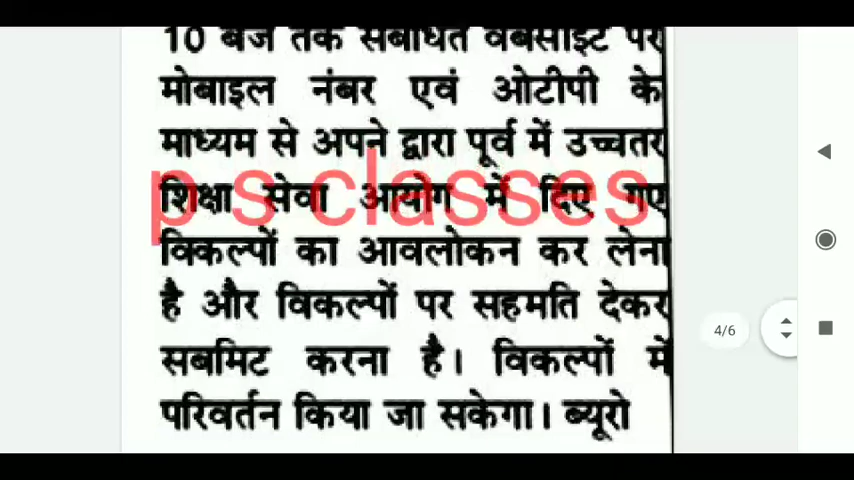 10 बजे तक संबंधित वेबसाइट पर
मोबाइल नंबर एवं ओटीपी के
माध्यम से अपने द्वारा पूर्व में उच्चतर
शिक्षा सेवा आयोग में दिए गए
p s classes
विकल्पों का आवलोकन कर लेना
है और विकल्पों पर सहमति देकर
सबमिट करना है। विकल्पों में
परिवर्तन किया जा सकेगा। ब्यूरो
4/6